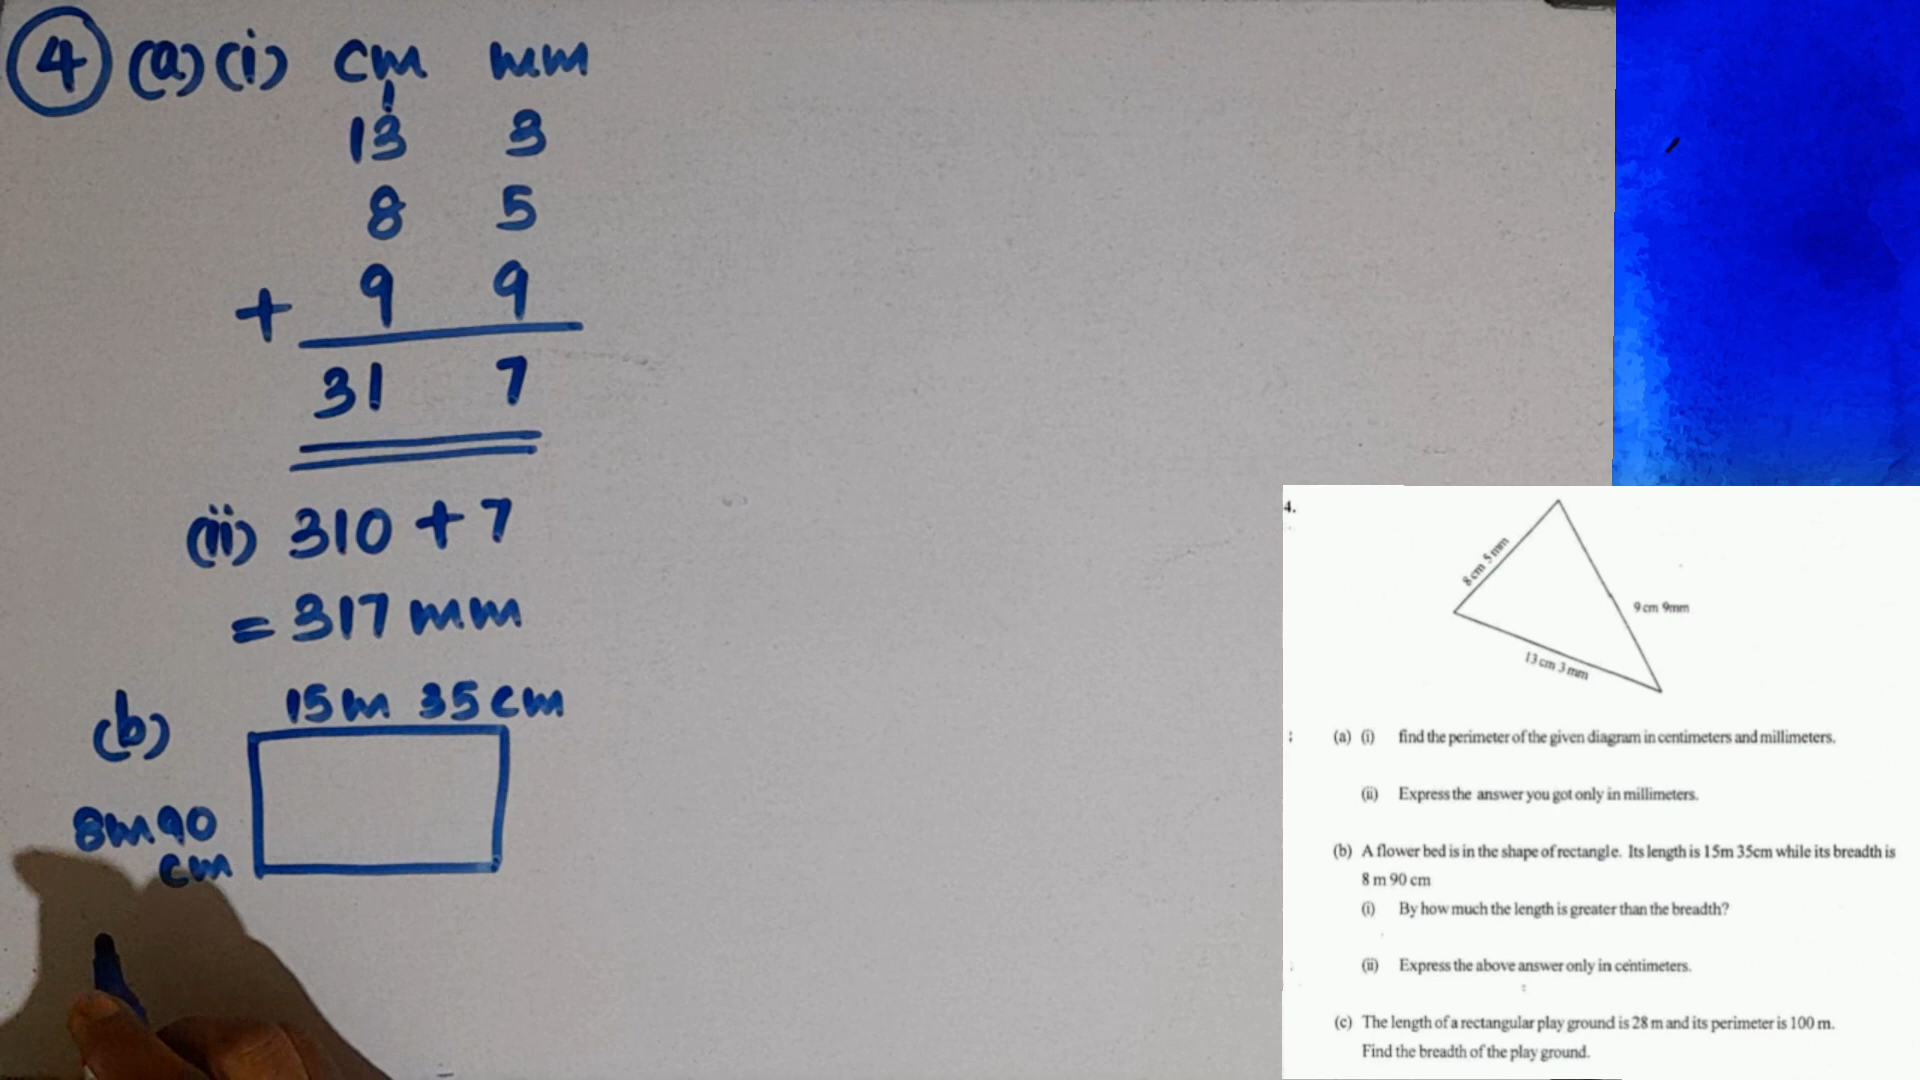 4 (a) (i) cm mm
1
13 3
8 5
+ 9 9
31 7
(ii) 310 + 7
= 317 mm
(b) 15m 35cm
8m 90
cm
4.
8 cm 5 mm
9 cm 9mm
13 cm 3 mm
(a) (i) find the perimeter of the given diagram in centimeters and millimeters.
(ii) Express the answer you got only in millimeters.
(b) A flower bed is in the shape of rectangle. Its length is 15m 35cm while its breadth is
8 m 90 cm
(i) By how much the length is greater than the breadth?
(ii) Express the above answer only in centimeters.
(c) The length of a rectangular play ground is 28 m and its perimeter is 100 m.
Find the breadth of the play ground.